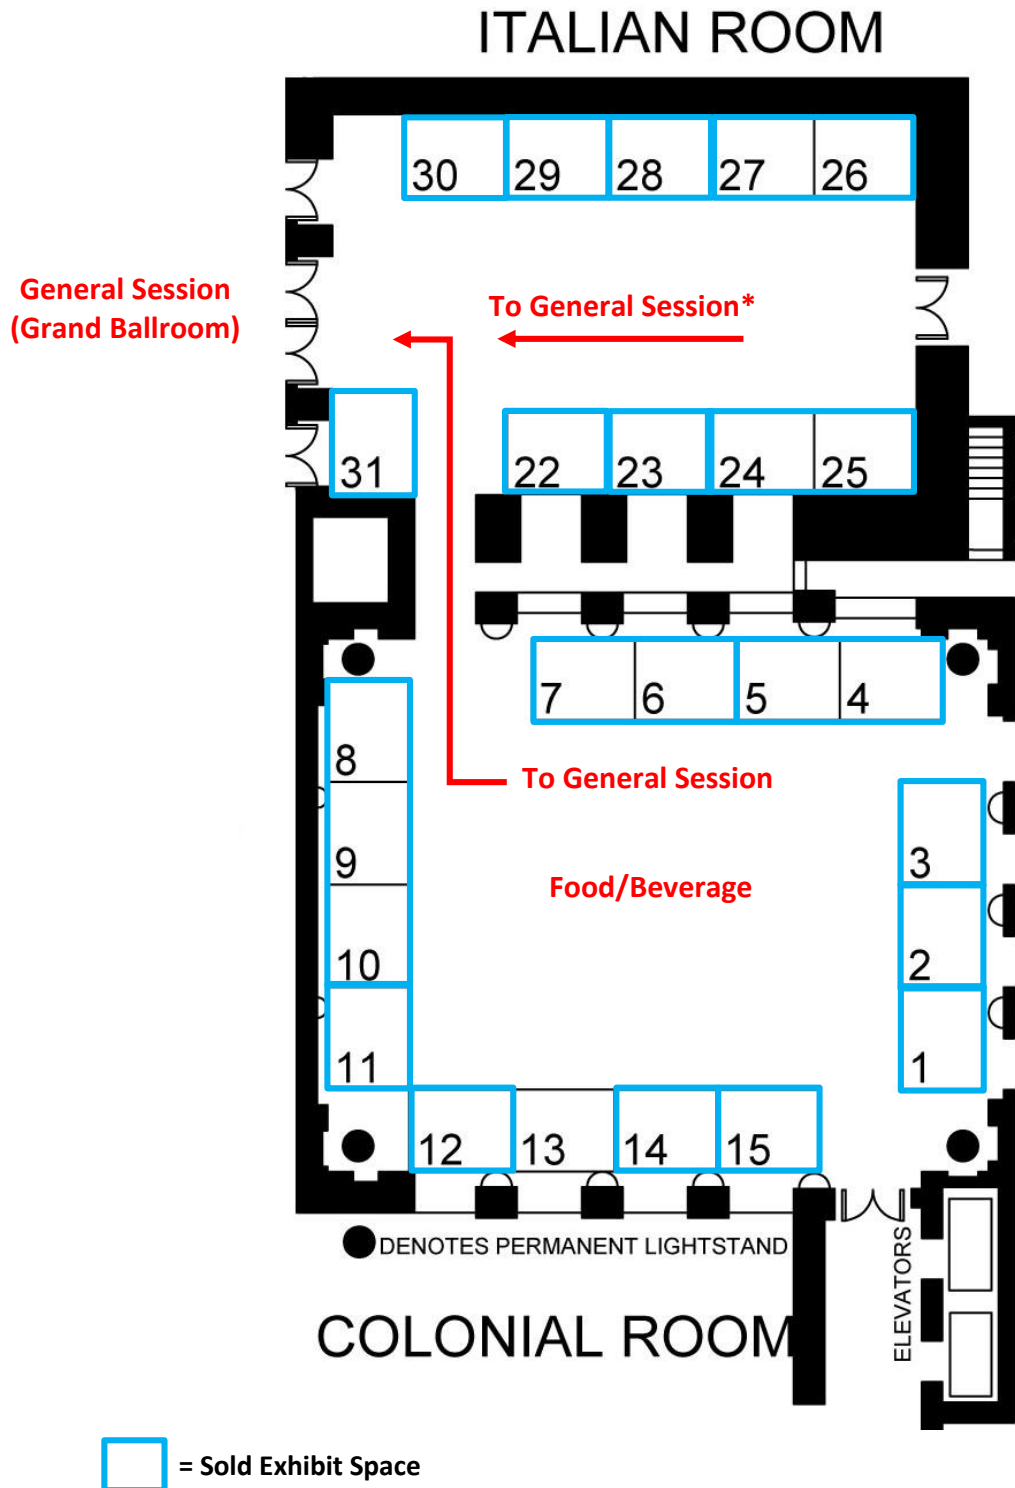 ITALIAN ROOM
30 29 28 27 26
General Session
(Grand Ballroom)
To General Session*
31 22 23 24 25
7 6 5 4
8
To General Session
3
9
Food/Beverage
2
10
1
11
12 13 14 15
DENOTES PERMANENT LIGHTSTAND
ELEVATORS
COLONIAL ROOM
= Sold Exhibit Space